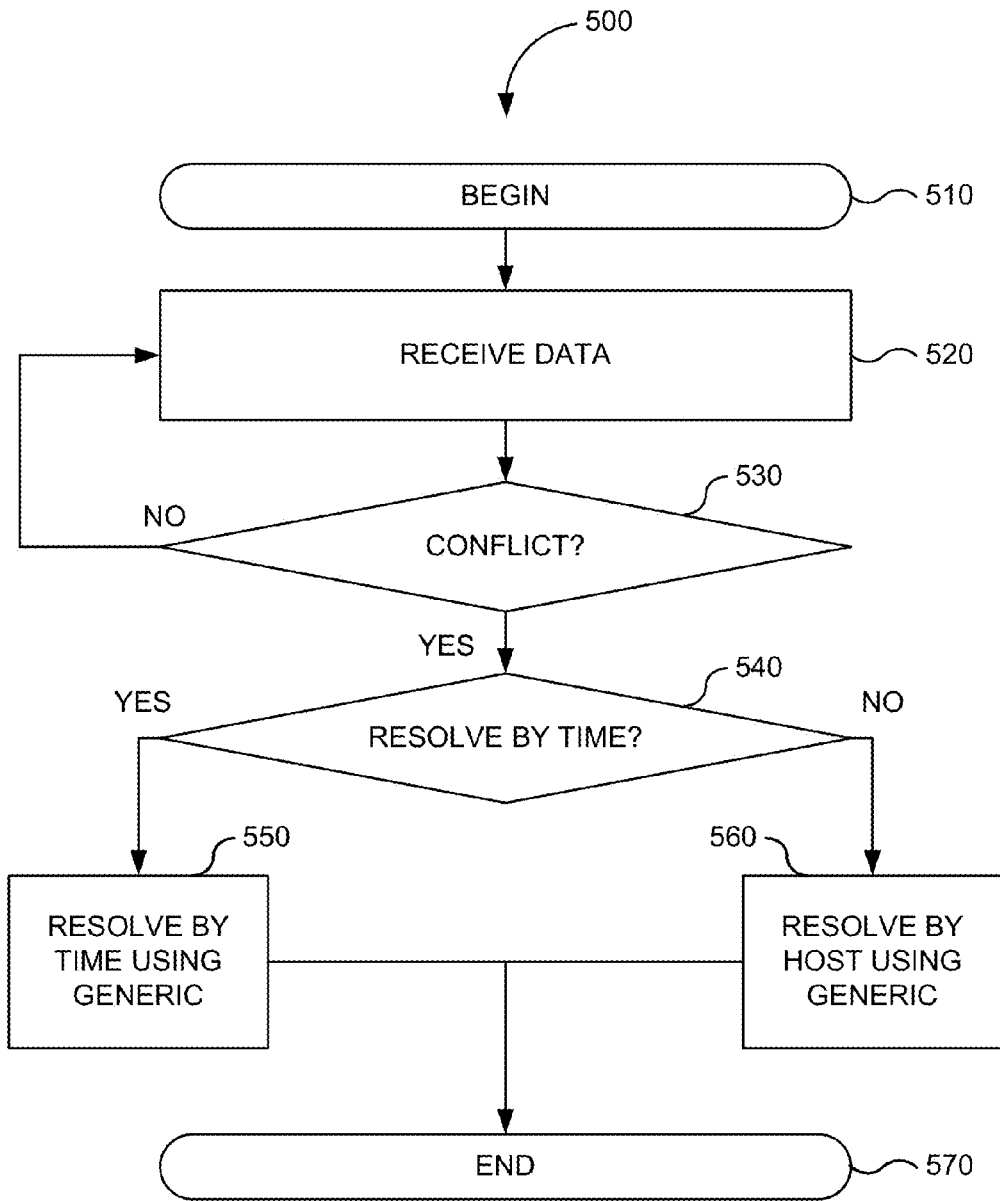 500
BEGIN
510
RECEIVE DATA
520
530
NO
CONFLICT?
YES
540
YES
NO
RESOLVE BY TIME?
550
560
RESOLVE BY
TIME USING
GENERIC
RESOLVE BY
HOST USING
GENERIC
END
570